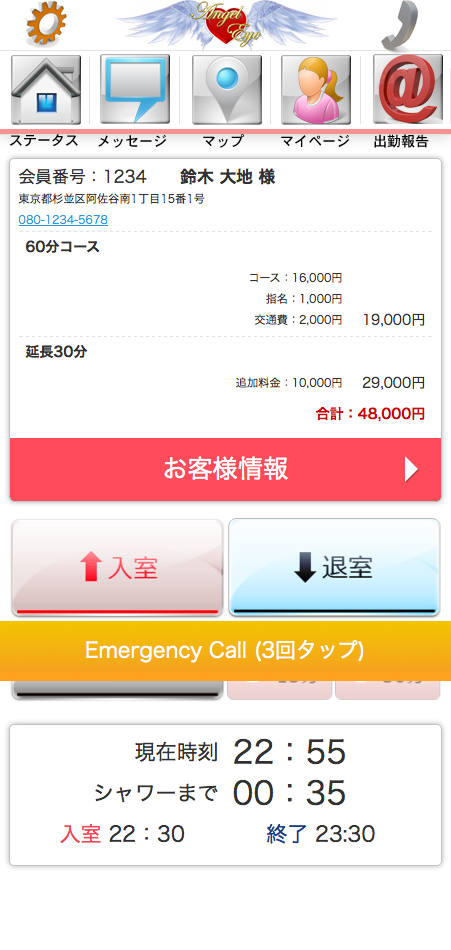 Angel Eye
ステータス メッセージ マップ マイページ 出勤報告
会員番号：1234 鈴木 大地 様
東京都杉並区阿佐谷南1丁目15番1号
080-1234-5678
60分コース
コース：16,000円
指名：1,000円
交通費：2,000円 19,000円
延長30分
追加料金：10,000円 29,000円
合計：48,000円
お客様情報
入室 退室
Emergency Call (3回タップ)
現在時刻 22：55
シャワーまで 00：35
入室 22：30 終了 23:30